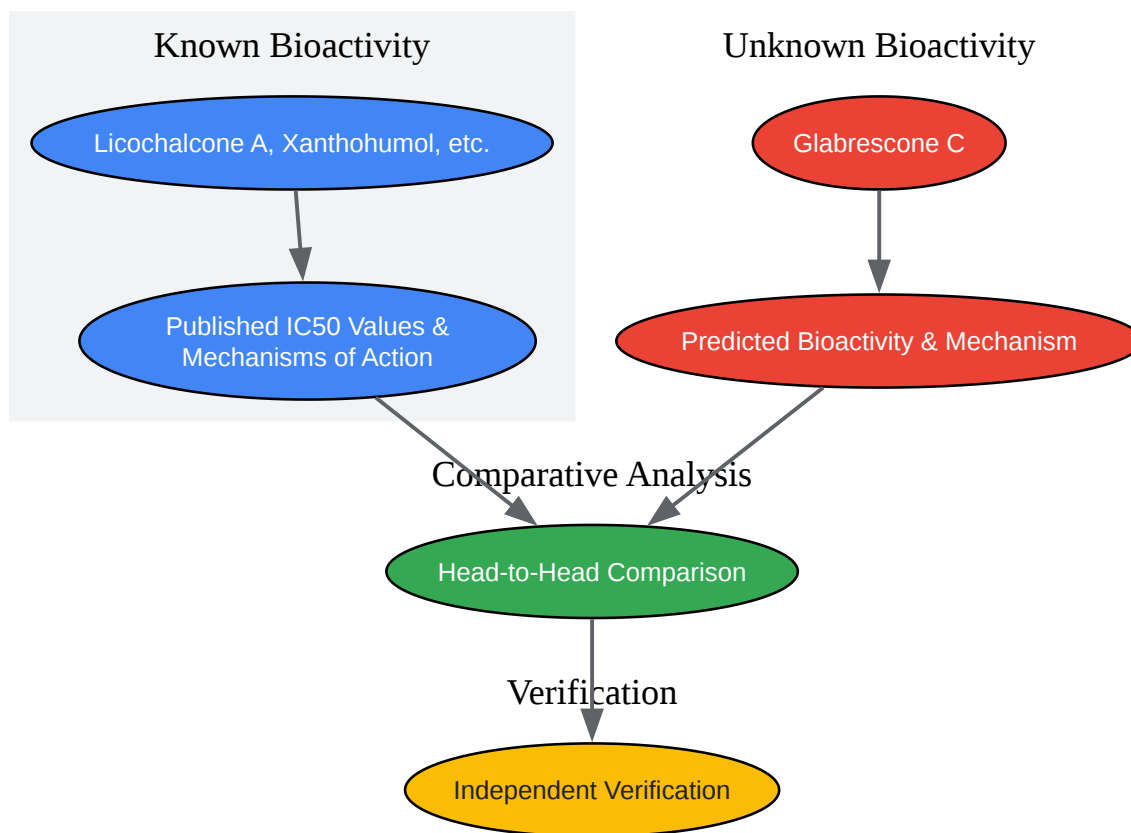 Known Bioactivity
Unknown Bioactivity
Licochalcone A, Xanthohumol, etc.
Glabrescone C
Published IC50 Values &
Mechanisms of Action
Predicted Bioactivity & Mechanism
Comparative Analysis
Head-to-Head Comparison
Verification
Independent Verification